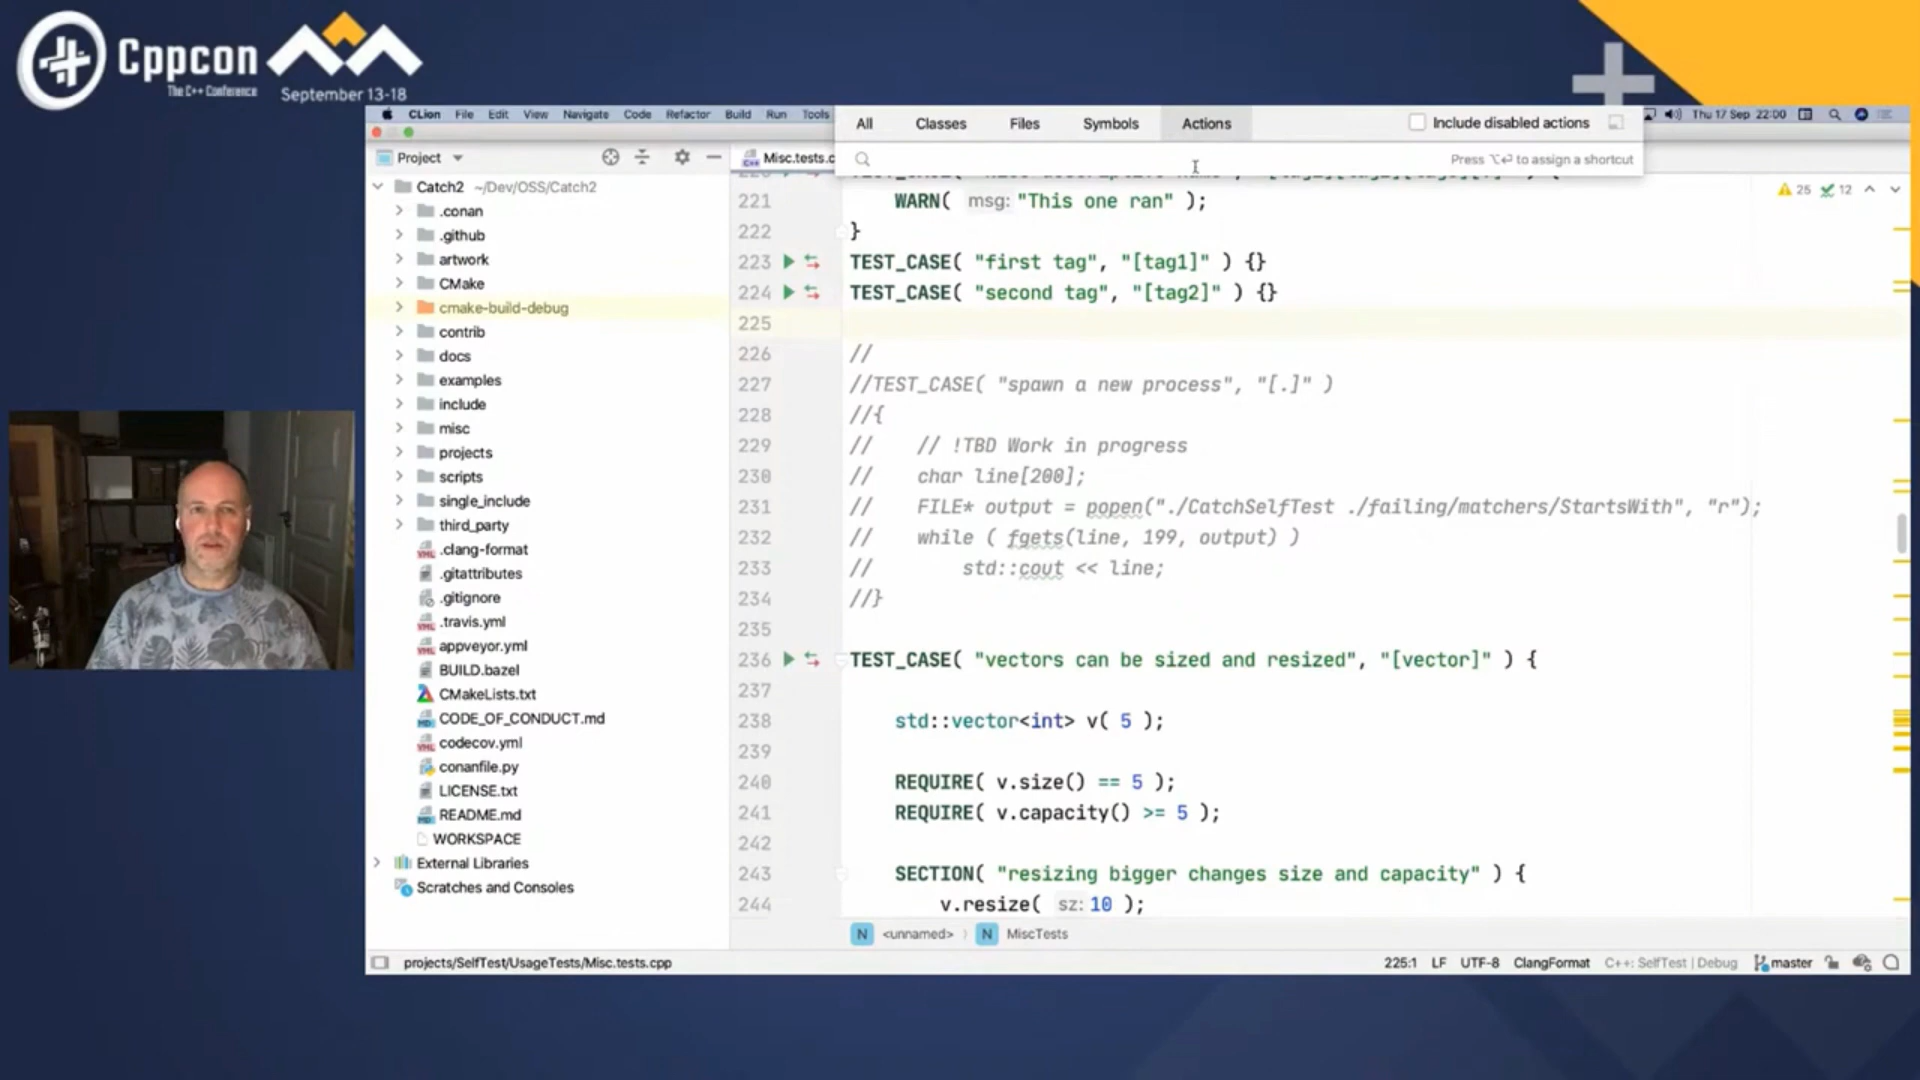 Cppcon
The C++ Conference
September 13-18
CLion File Edit View Navigate Code Refactor Build Run Tools
Thu 17 Sep 22:00
All Classes Files Symbols Actions
Include disabled actions
Press ⌥⏎ to assign a shortcut
Project
Misc.tests.c
Catch2 ~/Dev/OSS/Catch2
.conan
.github
artwork
CMake
cmake-build-debug
contrib
docs
examples
include
misc
projects
scripts
single_include
third_party
.clang-format
.gitattributes
.gitignore
.travis.yml
appveyor.yml
BUILD.bazel
CMakeLists.txt
CODE_OF_CONDUCT.md
codecov.yml
conanfile.py
LICENSE.txt
README.md
WORKSPACE
External Libraries
Scratches and Consoles
25 12
221 WARN( msg: "This one ran" );
222 }
223 TEST_CASE( "first tag", "[tag1]" ) {}
224 TEST_CASE( "second tag", "[tag2]" ) {}
225
226 //
227 //TEST_CASE( "spawn a new process", "[.]" )
228 //{
229 // // !TBD Work in progress
230 // char line[200];
231 // FILE* output = popen("./CatchSelfTest ./failing/matchers/StartsWith", "r");
232 // while ( fgets(line, 199, output) )
233 // std::cout << line;
234 //}
235
236 TEST_CASE( "vectors can be sized and resized", "[vector]" ) {
237
238 std::vector<int> v( 5 );
239
240 REQUIRE( v.size() == 5 );
241 REQUIRE( v.capacity() >= 5 );
242
243 SECTION( "resizing bigger changes size and capacity" ) {
244 v.resize( sz: 10 );
N <unnamed> N MiscTests
projects/SelfTest/UsageTests/Misc.tests.cpp
225:1 LF UTF-8 ClangFormat C++: SelfTest | Debug master